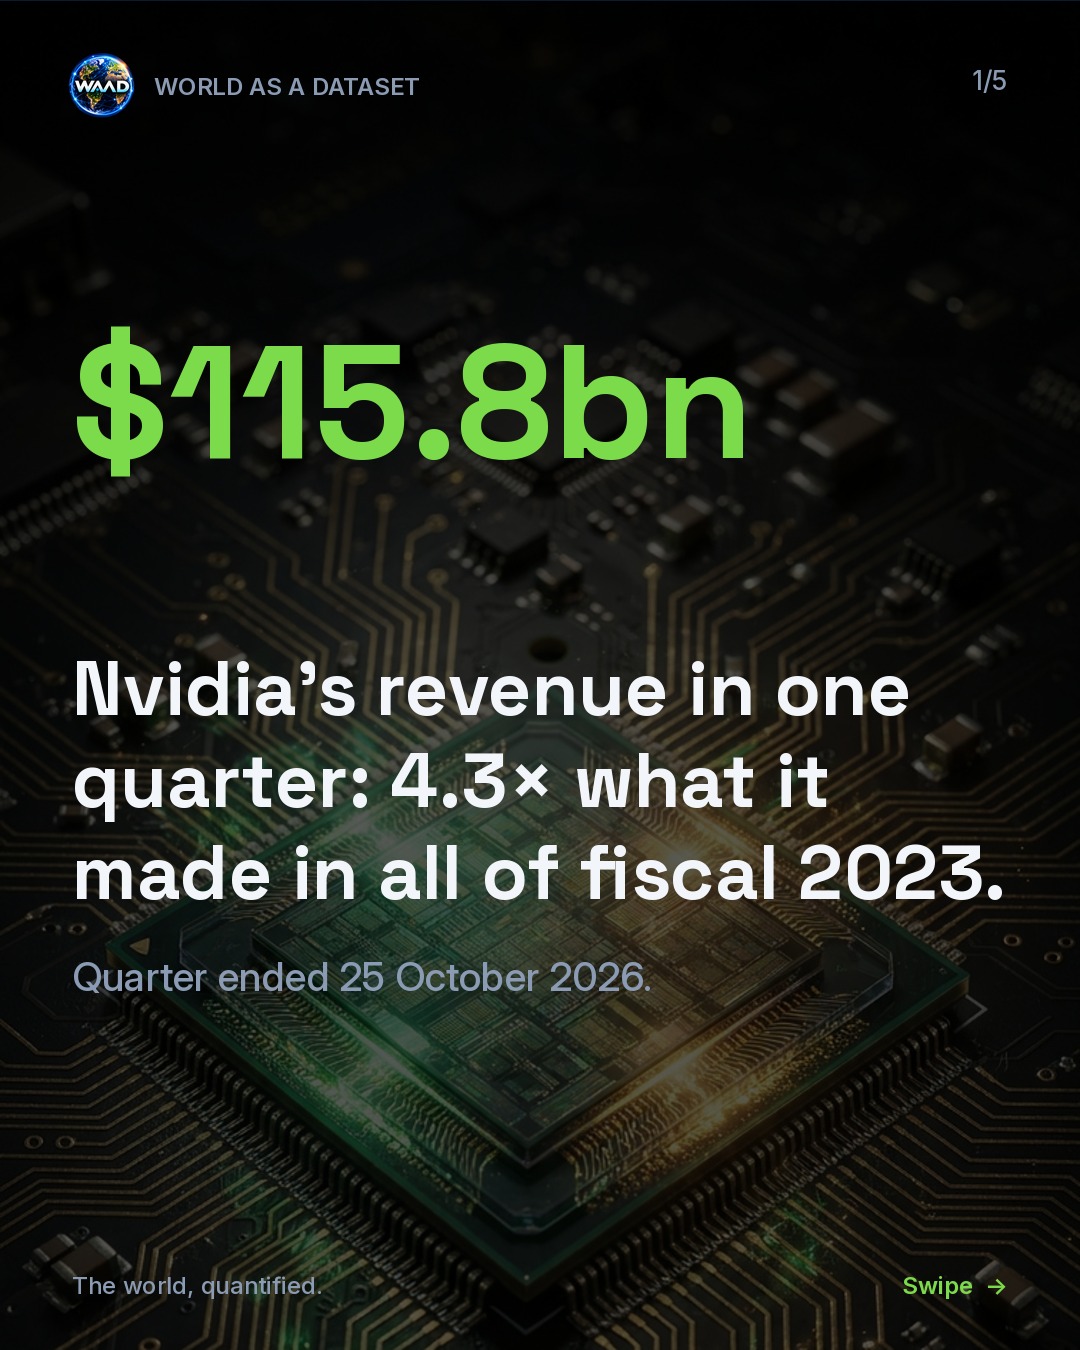 WAAD
WORLD AS A DATASET
1/5
$115.8bn
Nvidia’s revenue in one
quarter: 4.3× what it
made in all of fiscal 2023.
Quarter ended 25 October 2026.
The world, quantified.
Swipe →